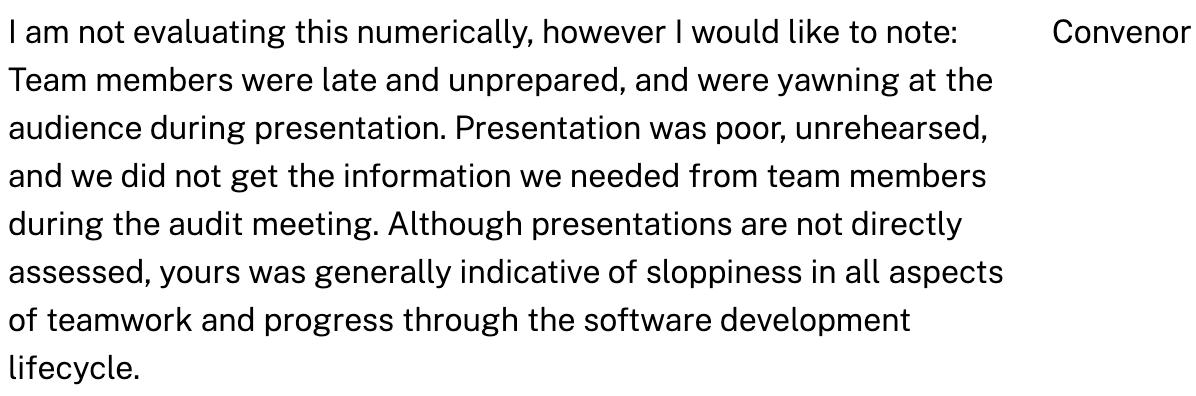 I am not evaluating this numerically, however I would like to note: Convenor
Team members were late and unprepared, and were yawning at the
audience during presentation. Presentation was poor, unrehearsed,
and we did not get the information we needed from team members
during the audit meeting. Although presentations are not directly
assessed, yours was generally indicative of sloppiness in all aspects
of teamwork and progress through the software development
lifecycle.